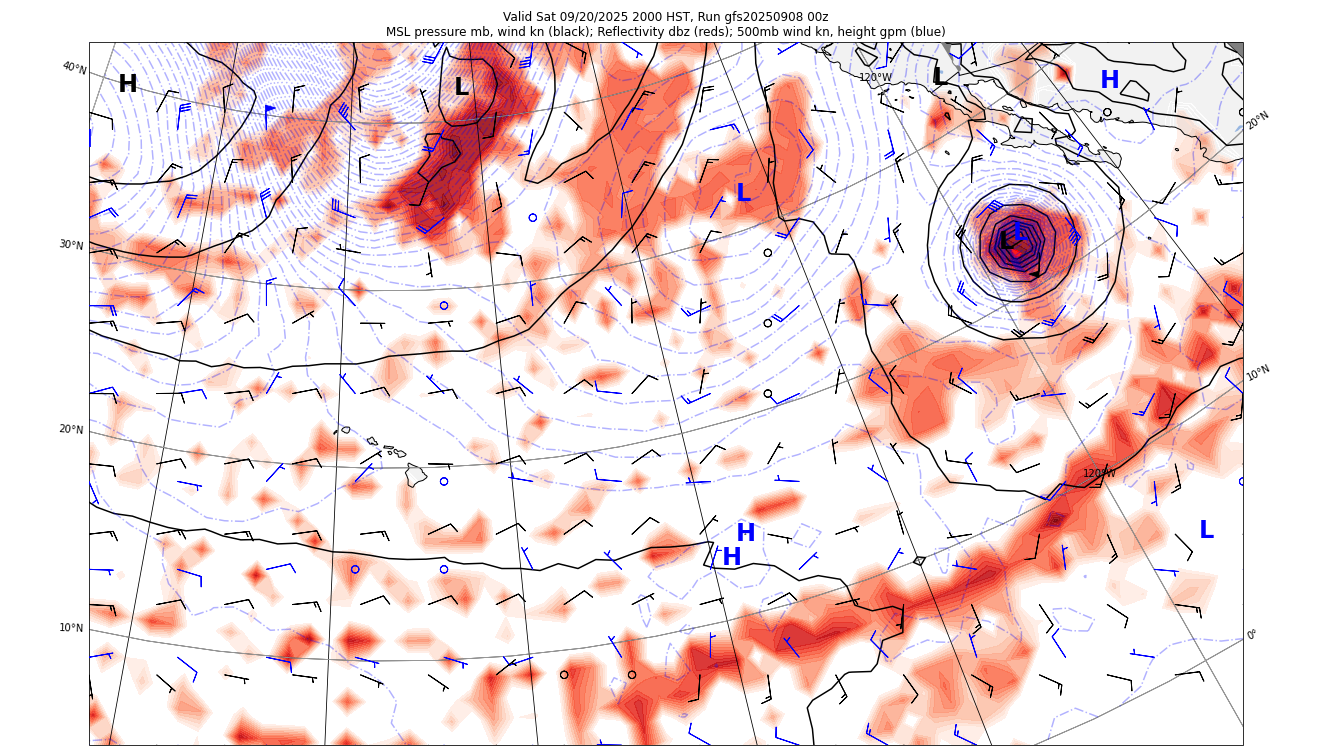 Valid Sat 09/20/2025 2000 HST, Run gfs20250908 00z
MSL pressure mb, wind kn (black); Reflectivity dbz (reds); 500mb wind kn, height gpm (blue)
40°N
H
L
120°W
L
H
20°N
L
30°N
L
L
10°N
20°N
120°W
H
H
L
10°N
0°